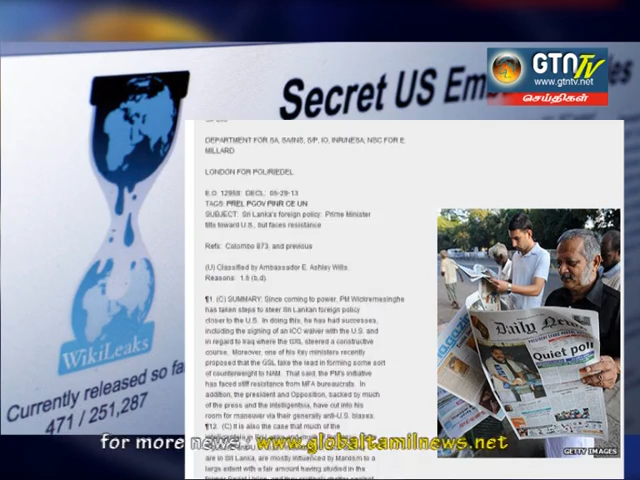 GTNTV
www.gtntv.net
செய்திகள்
Secret US
WikiLeaks
Currently released so
471 / 251,287
DEPARTMENT FOR SA, SA/INS, S/P, IO, INR/NESA, NSC FOR E.
MILLARD
LONDON FOR POL/RIEDEL
E.O. 12958: DECL: 05-29-13
TAGS: PREL PGOV PINR CE UN
SUBJECT: Sri Lanka's foreign policy: Prime Minister
tilts toward U.S., but faces resistance
Refs: Colombo 873, and previous
(U) Classified by Ambassador E. Ashley Wills.
Reasons: 1.5 (b,d).
¶1. (C) SUMMARY: Since coming to power, PM Wickremesinghe
has taken steps to steer Sri Lankan foreign policy
closer to the U.S. In doing this, he has had successes,
including the signing of an ICC waiver with the U.S. and
in regard to Iraq where the GSL steered a constructive
course. Moreover, one of his key ministers recently
proposed that the GSL take the lead in forming some sort
of counterweight to NAM. That said, the PM's initiative
has faced stiff resistance from MFA bureaucrats. In
addition, the president and opposition, backed by much
of the press and the intelligentsia, have cut into his
room for maneuver via their generally anti-U.S. biases.
¶12. (C) It is also the case that much of the
are in Sri Lanka, are mostly influenced by Marxism to a
large extent with a fair amount having studied in the
Daily News
Quiet poll
GETTY IMAGES
for more news : www.globaltamilnews.net